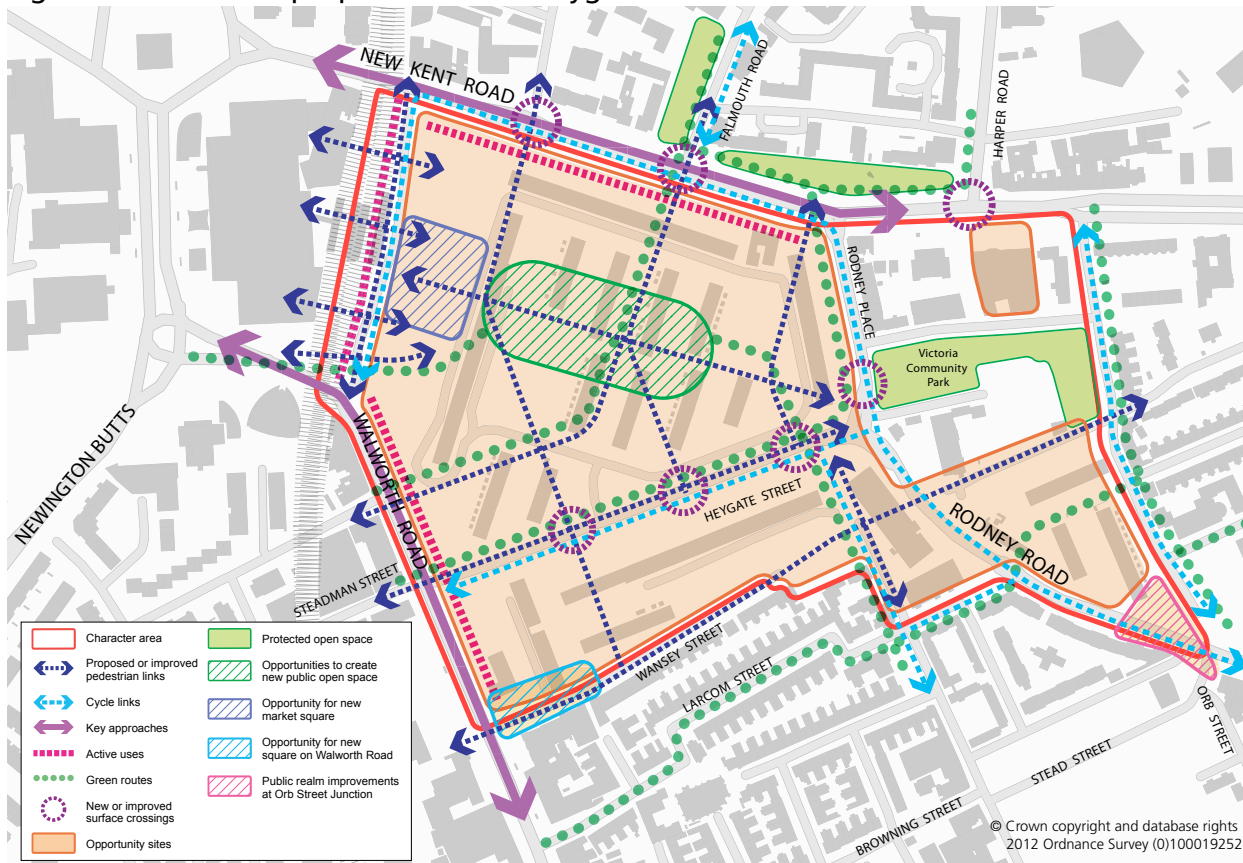 NEW KENT ROAD
FALMOUTH ROAD
HARPER ROAD
RODNEY PLACE
Victoria
Community
Park
NEWINGTON BUTTS
WALWORTH ROAD
HEYGATE STREET
RODNEY ROAD
STEADMAN STREET
WANSEY STREET
LARCOM STREET
ORB STREET
STEAD STREET
BROWNING STREET
Character area
Proposed or improved
pedestrian links
Cycle links
Key approaches
Active uses
Green routes
New or improved
surface crossings
Opportunity sites
Protected open space
Opportunities to create
new public open space
Opportunity for new
market square
Opportunity for new
square on Walworth Road
Public realm improvements
at Orb Street Junction
© Crown copyright and database rights
2012 Ordnance Survey (0)100019252